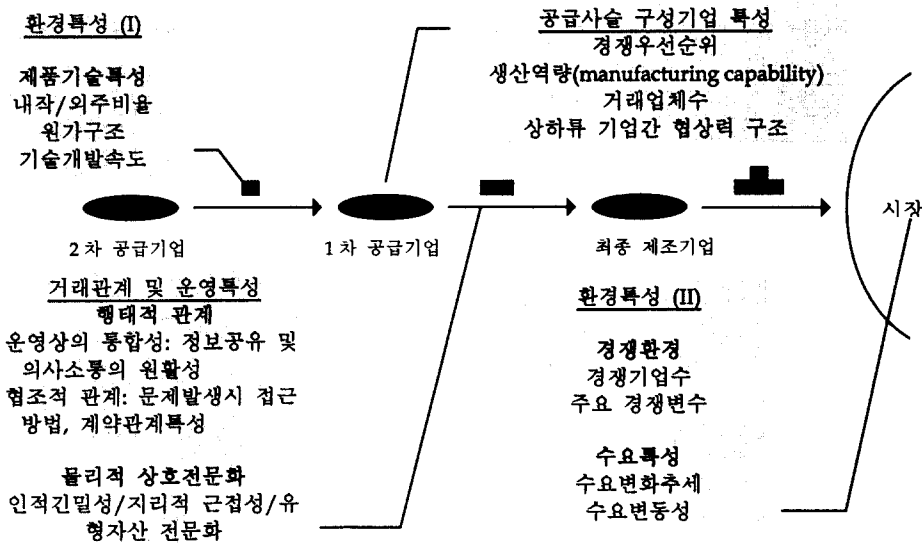 환경특성 (I)
제품기술특성
내작/외주비율
원가구조
기술개발속도
공급사슬 구성기업 특성
경쟁우선순위
생산역량(manufacturing capability)
거래업체수
상하류 기업간 협상력 구조
2차 공급기업
1차 공급기업
최종 제조기업
시장
거래관계 및 운영특성
행태적 관계
운영상의 통합성: 정보공유 및
의사소통의 원활성
협조적 관계: 문제발생시 접근
방법, 계약관계특성
물리적 상호전문화
인적긴밀성/지리적 근접성/유
형자산 전문화
환경특성 (II)
경쟁환경
경쟁기업수
주요 경쟁변수
수요특성
수요변화추세
수요변동성